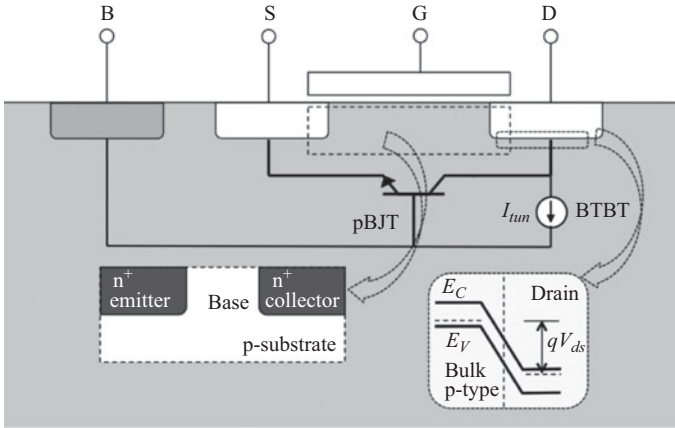 B S G D
pBJT
I_tun BTBT
n+ emitter
Base
n+ collector
p-substrate
E_C
Drain
E_V
qV_ds
Bulk
p-type